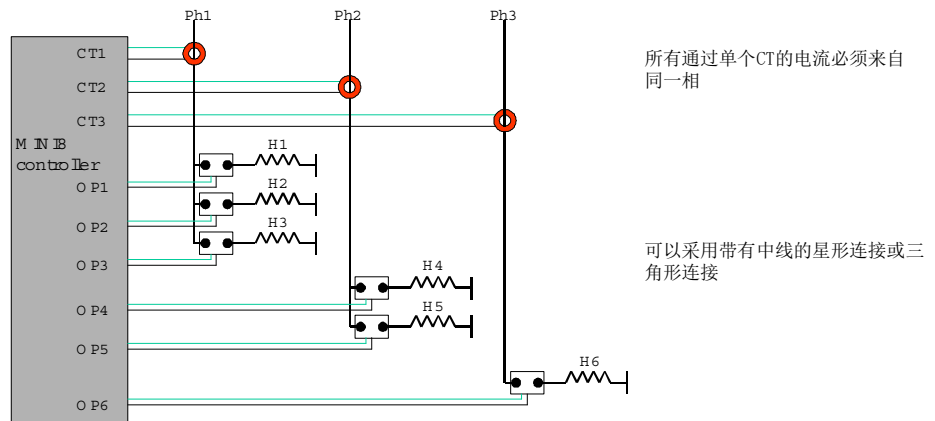 Ph1 Ph2 Ph3
CT1
CT2
CT3
MINI8
controller
OP1
OP2
OP3
OP4
OP5
OP6
H1
H2
H3
H4
H5
H6
所有通过单个CT的电流必须来自
同一相
可以采用带有中线的星形连接或三
角形连接